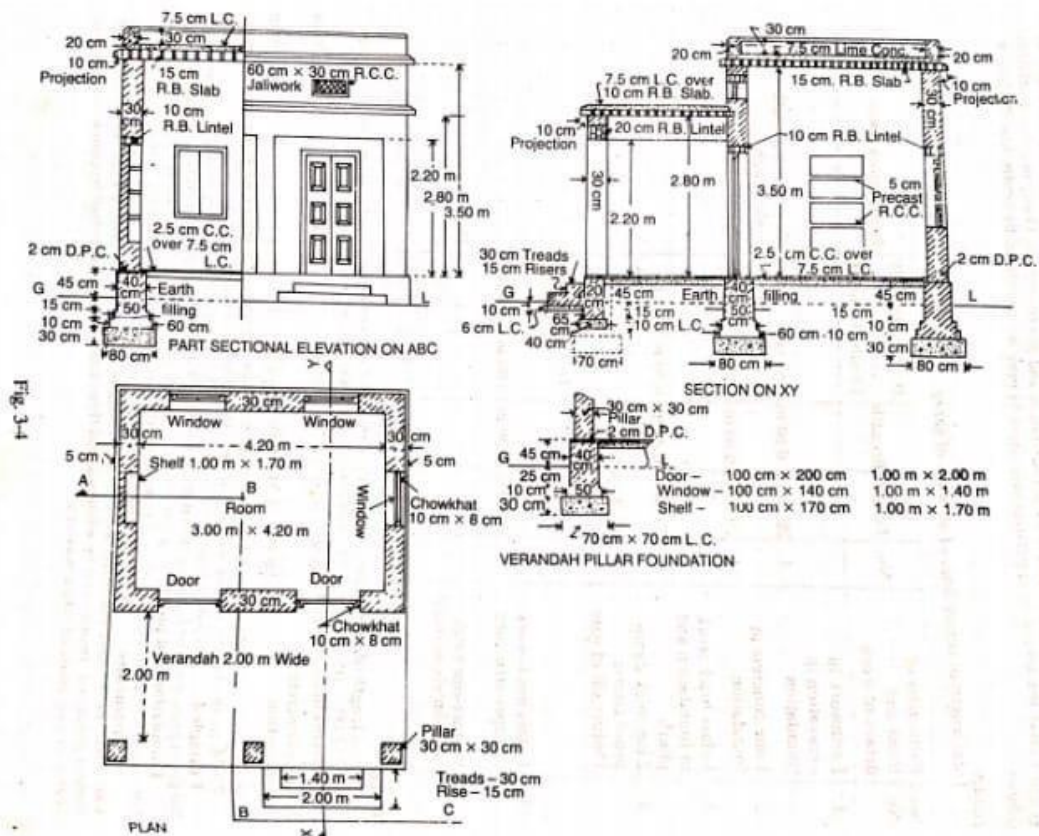 7.5 cm L.C.
20 cm
30 cm
10 cm
Projection
15 cm
R.B. Slab
60 cm × 30 cm R.C.C.
Jaliwork
30
cm
10 cm
R.B. Lintel
2.20 m
2.80 m
3.50 m
2.5 cm C.C.
over 7.5 cm
L.C.
2 cm D.P.C.
45 cm
40
cm
Earth
filling
G
L
15 cm
50
10 cm
60 cm
30 cm
80 cm
PART SECTIONAL ELEVATION ON ABC
30 cm
20 cm
7.5 cm Lime Conc.
20 cm
7.5 cm L.C. over
10 cm R.B. Slab.
15 cm. R.B Slab
10 cm
Projection
30 cm
10 cm
Projection
20 cm R.B. Lintel
10 cm R.B. Lintel
30 cm
2.20 m
2.80 m
3.50 m
5 cm
Precast
R.C.C.
30 cm Treads
15 cm Risers
2.5 cm C.C. over
7.5 cm L.C.
2 cm D.P.C.
G
20
cm
45 cm
Earth
40
cm
filling
45 cm
L
10 cm
15 cm
50
cm
15 cm
6 cm L.C.
65
cm
10 cm L.C.
60 cm
10 cm
10 cm
40 cm
30 cm
70 cm
80 cm
80 cm
SECTION ON XY
Fig. 3-4
Y
30 cm
Window
Window
30 cm
4.20 m
30 cm
5 cm
Shelf 1.00 m × 1.70 m
5 cm
A
B
Room
3.00 m × 4.20 m
Window
Chowkhat
10 cm × 8 cm
Door
Door
30 cm
Chowkhat
10 cm × 8 cm
Verandah 2.00 m Wide
2.00 m
Pillar
30 cm × 30 cm
1.40 m
2.00 m
Treads – 30 cm
Rise – 15 cm
B
C
X
PLAN
30 cm × 30 cm
Pillar
2 cm D.P.C.
45 cm
40
cm
G
L.
25 cm
10 cm
50
30 cm
70 cm × 70 cm L. C.
VERANDAH PILLAR FOUNDATION
Door – 100 cm × 200 cm 1.00 m × 2.00 m
Window – 100 cm × 140 cm 1.00 m × 1.40 m
Shelf – 100 cm × 170 cm 1.00 m × 1.70 m